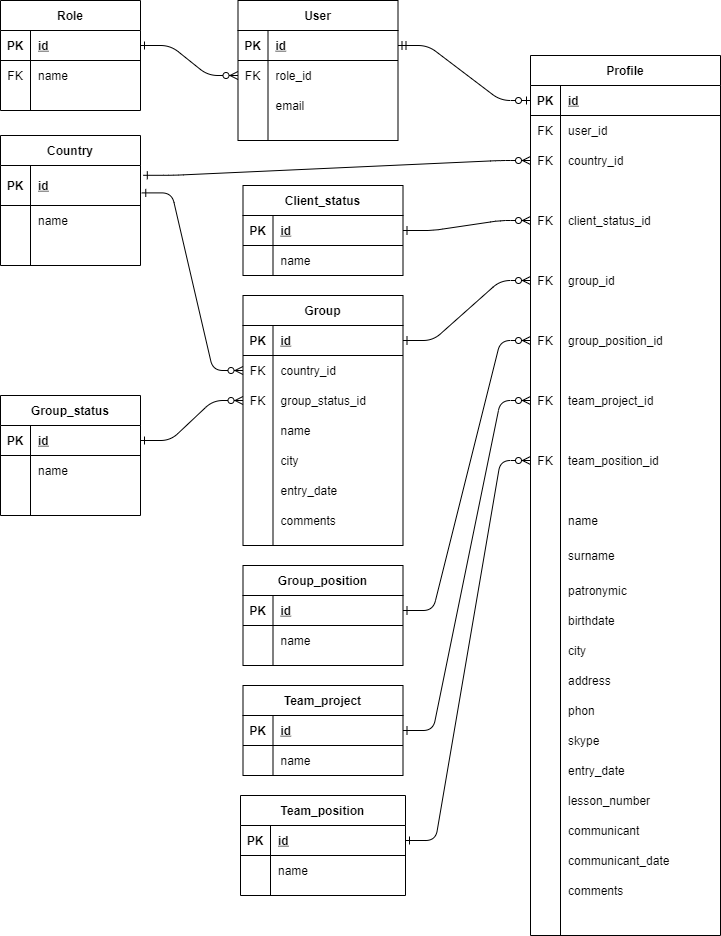 Role
PK id
FK name
User
PK id
FK role_id
email
Profile
PK id
FK user_id
FK country_id
FK client_status_id
FK group_id
FK group_position_id
FK team_project_id
FK team_position_id
name
surname
patronymic
birthdate
city
address
phon
skype
entry_date
lesson_number
communicant
communicant_date
comments
Country
PK id
name
Client_status
PK id
name
Group
PK id
FK country_id
FK group_status_id
name
city
entry_date
comments
Group_status
PK id
name
Group_position
PK id
name
Team_project
PK id
name
Team_position
PK id
name